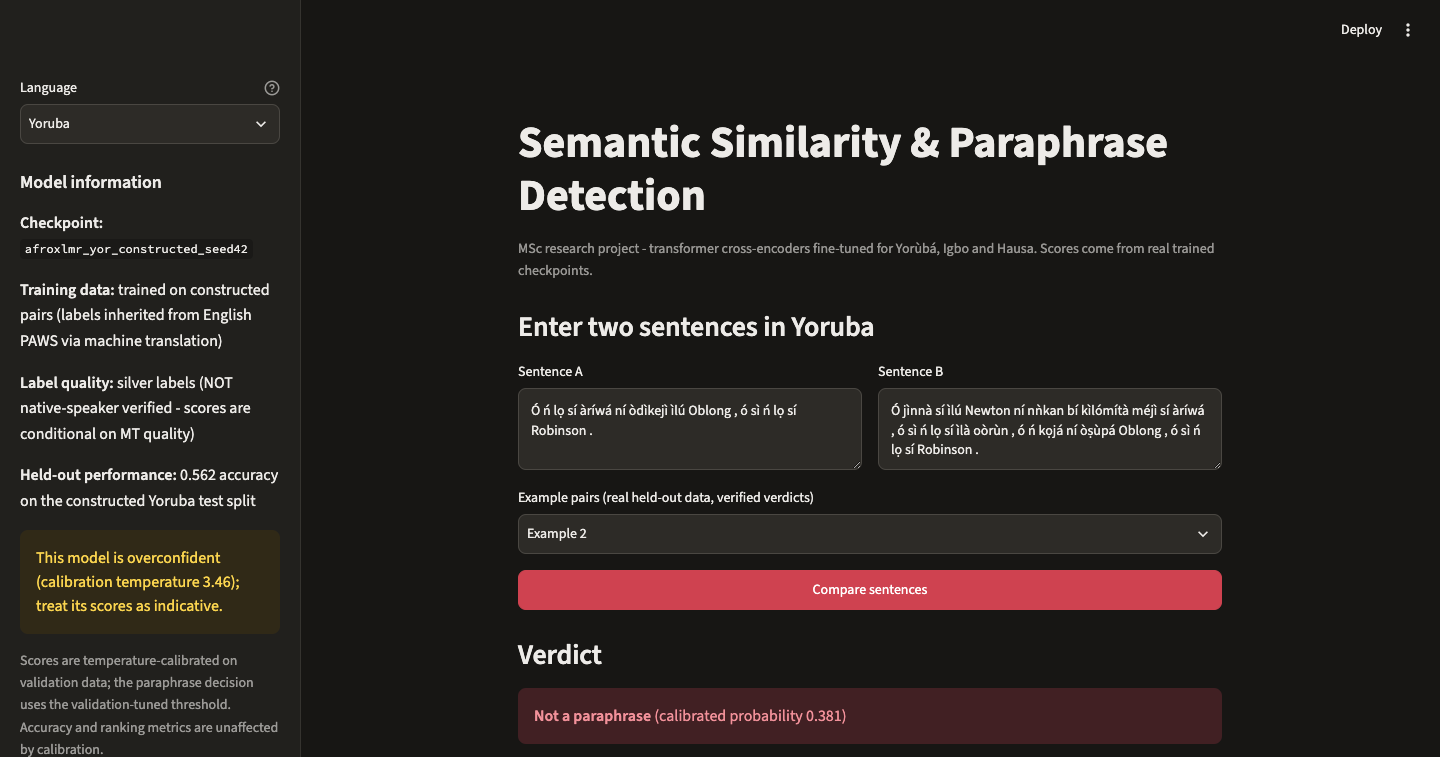 Deploy
Language
Yoruba
Model information
Checkpoint:
afroxlmr_yor_constructed_seed42
Training data: trained on constructed
pairs (labels inherited from English
PAWS via machine translation)
Label quality: silver labels (NOT
native-speaker verified - scores are
conditional on MT quality)
Held-out performance: 0.562 accuracy
on the constructed Yoruba test split
This model is overconfident
(calibration temperature 3.46);
treat its scores as indicative.
Scores are temperature-calibrated on
validation data; the paraphrase decision
uses the validation-tuned threshold.
Accuracy and ranking metrics are unaffected
by calibration.
Semantic Similarity & Paraphrase
Detection
MSc research project - transformer cross-encoders fine-tuned for Yorùbá, Igbo and Hausa. Scores come from real trained
checkpoints.
Enter two sentences in Yoruba
Sentence A
Ó ń lọ sí àríwá ní òdìkejì ìlú Oblong , ó sì ń lọ sí
Robinson .
Sentence B
Ó jìnnà sí ìlú Newton ní nǹkan bí kìlómítà méjì sí àríwá
, ó sì ń lọ sí ìlà oòrùn , ó ń kọjá ní òṣùpá Oblong , ó sì ń
lọ sí Robinson .
Example pairs (real held-out data, verified verdicts)
Example 2
Compare sentences
Verdict
Not a paraphrase (calibrated probability 0.381)